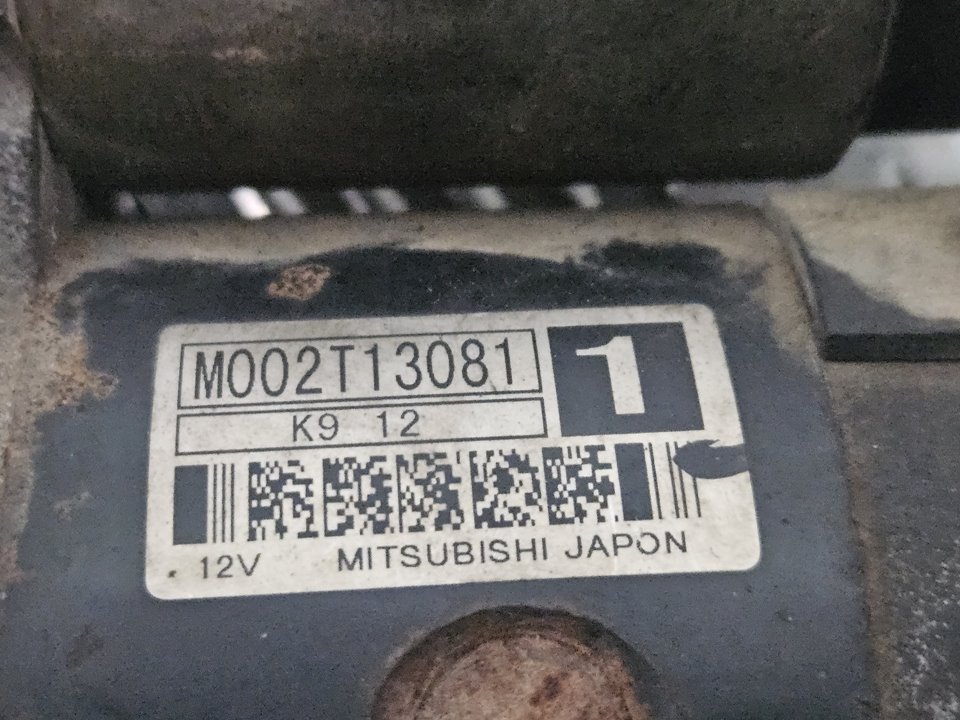 M002T13081
1
K9 12
12V MITSUBISHI JAPON